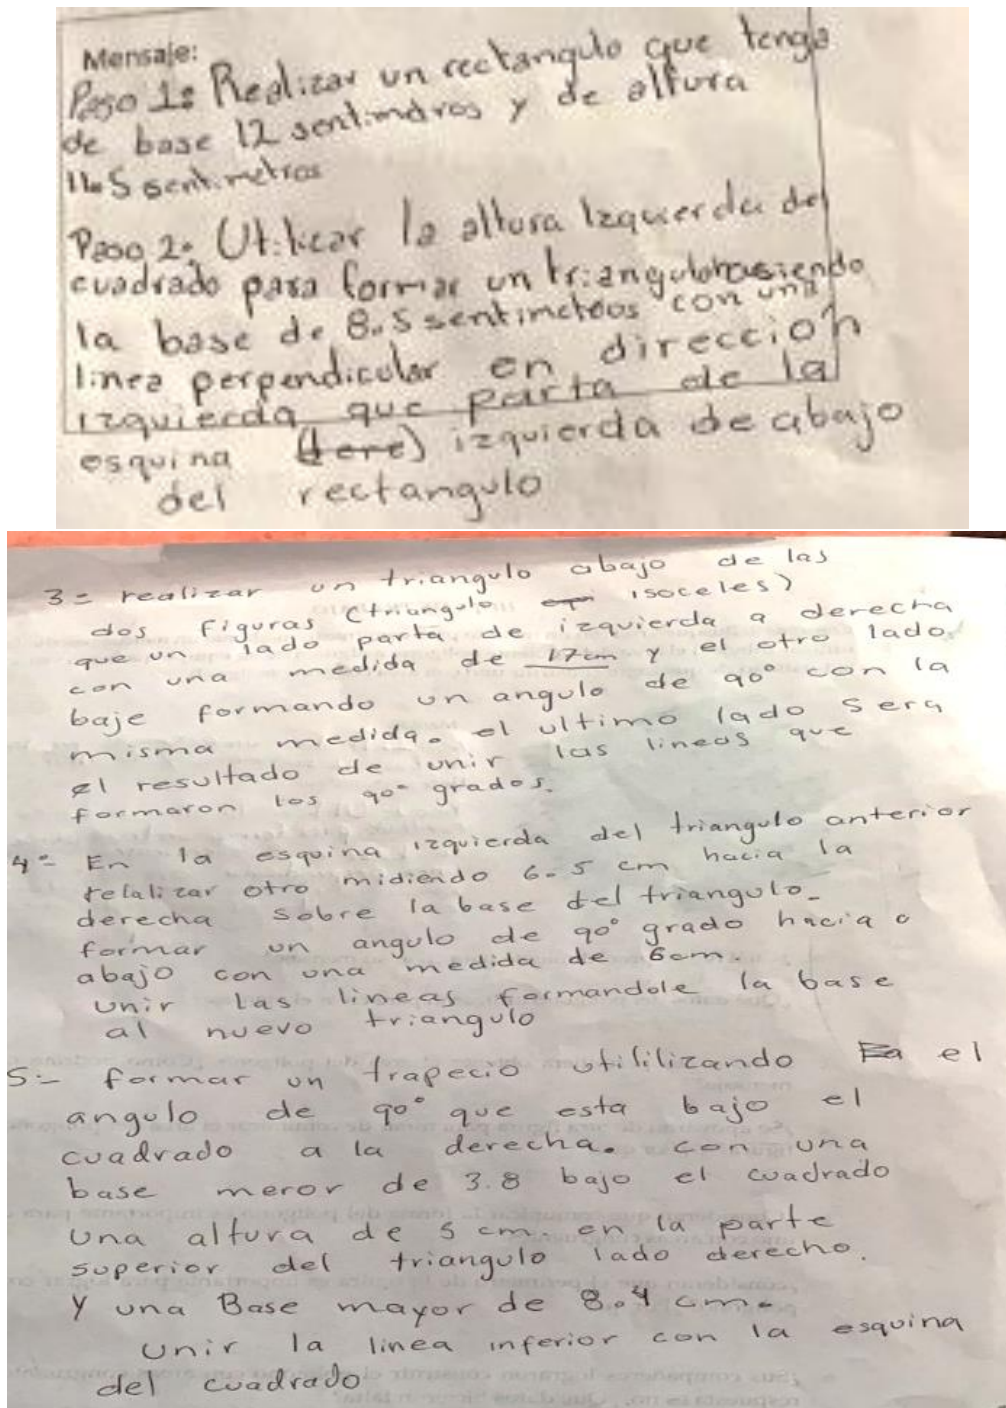 Mensaje:
Paso 1: Realizar un rectangulo que tenga
de base 12 sentimetros y de altura
11.5 sentimetros
Paso 2: Utilizar la altura Izquierda del
cuadrado para formar un triangulo hasiendo
la base de 8.5 sentimetros con una
linea perpendicular en dirección
izquierda que parta de la
esquina izquierda de abajo
del rectangulo
3= realizar un triangulo abajo de las
dos figuras (triangulo isoceles)
que un lado parta de izquierda a derecha
con una medida de 17cm y el otro lado
baje formando un angulo de 90° con la
misma medida. el ultimo lado sera
el resultado de unir las lineas que
formaron los 90° grados.
4= En la esquina izquierda del triangulo anterior
relalizar otro midiendo 6.5 cm hacia la
derecha sobre la base del triangulo.
formar un angulo de 90° grado hacia a
abajo con una medida de 6cm.
unir las lineas formandole la base
al nuevo triangulo
5:- formar un trapecio utililizando el
angulo de 90° que esta bajo el
cuadrado a la derecha. con una
base meror de 3.8 bajo el cuadrado
una altura de 5 cm. en la parte
superior del triangulo lado derecho.
Y una Base mayor de 8.4 cm.
Unir la linea inferior con la esquina
del cuadrado